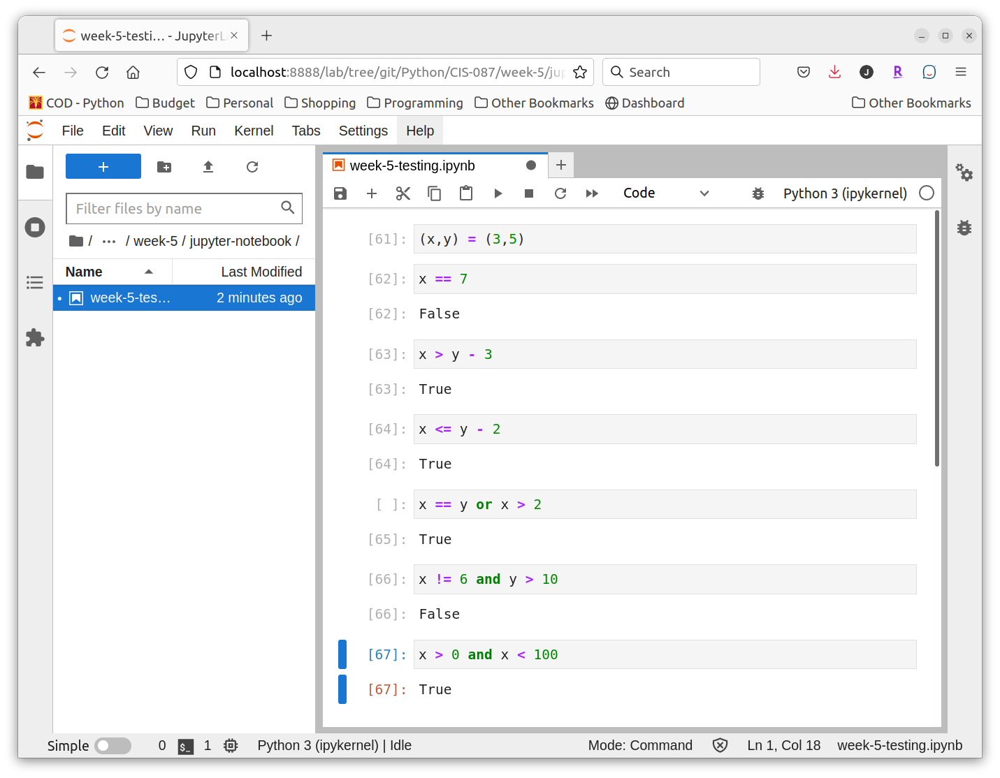 week-5-testi… - JupyterL
localhost:8888/lab/tree/git/Python/CIS-087/week-5/jup
Search
COD - Python Budget Personal Shopping Programming Other Bookmarks Dashboard Other Bookmarks
File Edit View Run Kernel Tabs Settings Help
week-5-testing.ipynb
Code Python 3 (ipykernel)
Filter files by name
/ ··· / week-5 / jupyter-notebook /
Name Last Modified
week-5-tes… 2 minutes ago
[61]: (x,y) = (3,5)
[62]: x == 7
[62]: False
[63]: x > y - 3
[63]: True
[64]: x <= y - 2
[64]: True
[ ]: x == y or x > 2
[65]: True
[66]: x != 6 and y > 10
[66]: False
[67]: x > 0 and x < 100
[67]: True
Simple 0 $_ 1 Python 3 (ipykernel) | Idle Mode: Command Ln 1, Col 18 week-5-testing.ipynb